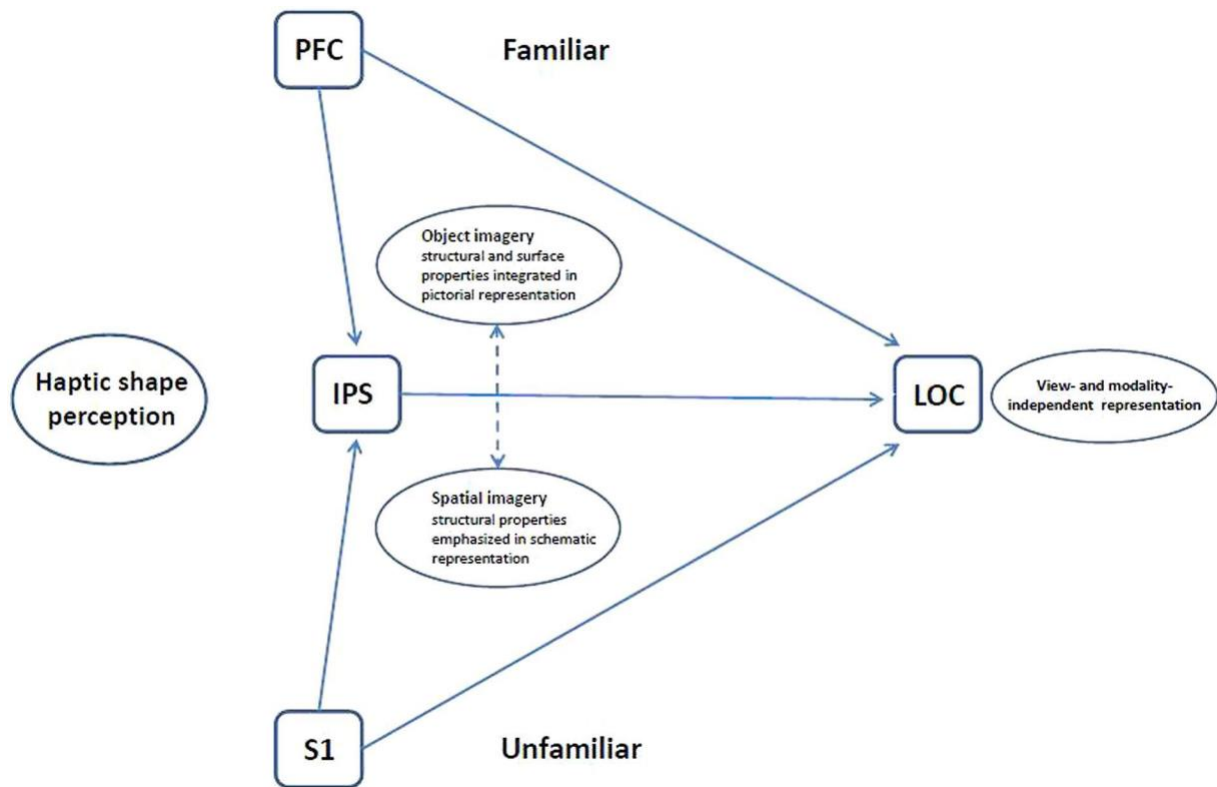 PFC
Familiar
Object imagery
structural and surface
properties integrated in
pictorial representation
Haptic shape
perception
IPS
LOC
View- and modality-
independent representation
Spatial imagery
structural properties
emphasized in schematic
representation
S1
Unfamiliar